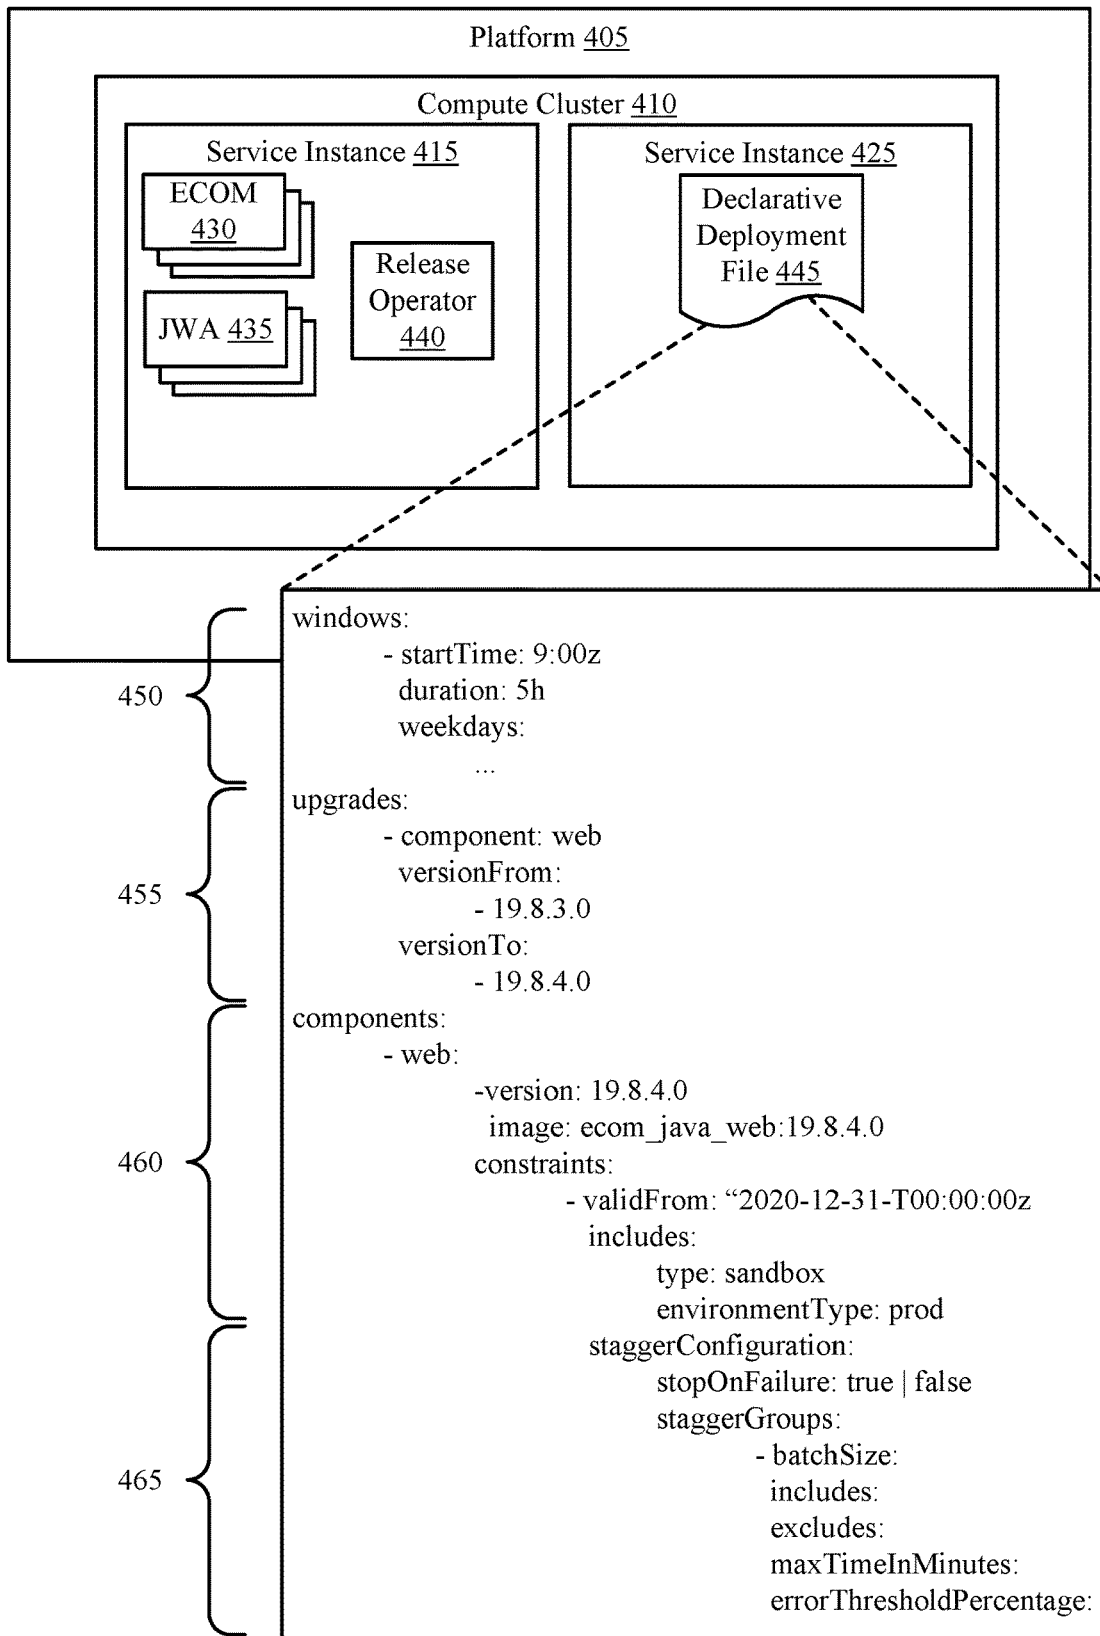 Platform 405
Compute Cluster 410
Service Instance 415
ECOM
430
JWA 435
Release
Operator
440
Service Instance 425
Declarative
Deployment
File 445
450
windows:
- startTime: 9:00z
duration: 5h
weekdays:
...
455
upgrades:
- component: web
versionFrom:
- 19.8.3.0
versionTo:
- 19.8.4.0
460
components:
- web:
-version: 19.8.4.0
image: ecom_java_web:19.8.4.0
constraints:
- validFrom: “2020-12-31-T00:00:00z
includes:
type: sandbox
environmentType: prod
465
staggerConfiguration:
stopOnFailure: true | false
staggerGroups:
- batchSize:
includes:
excludes:
maxTimeInMinutes:
errorThresholdPercentage: